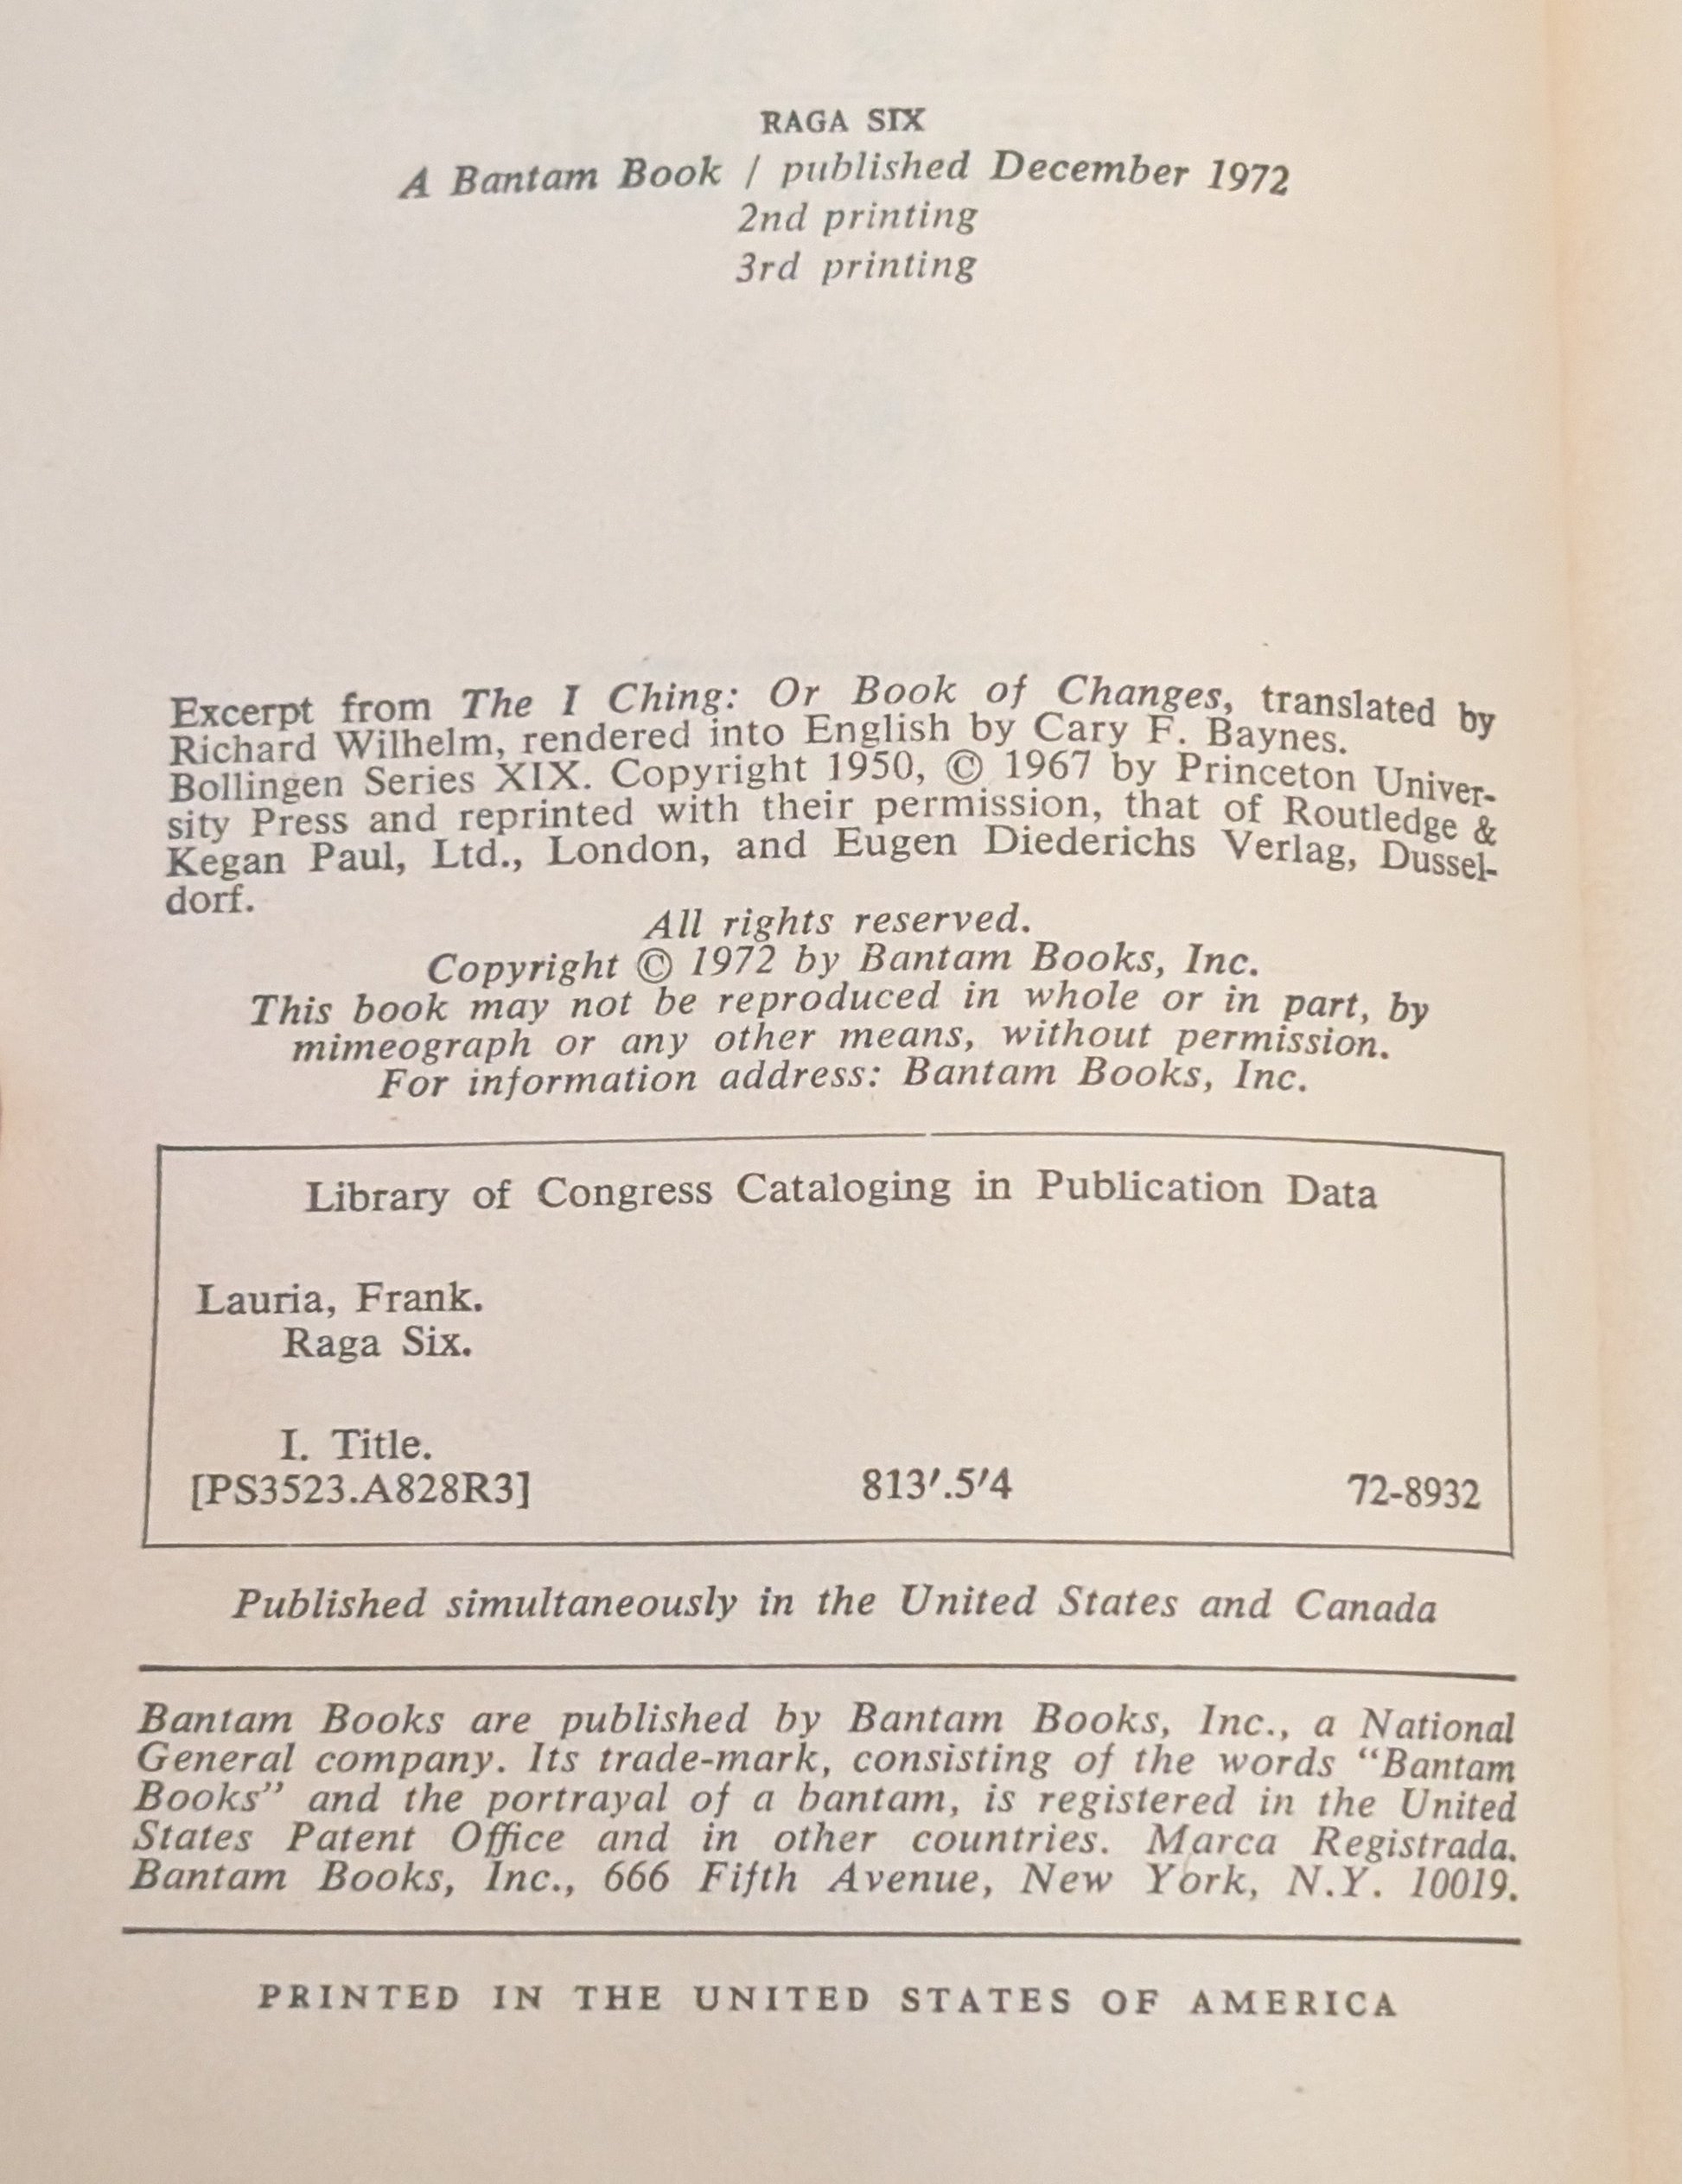 RAGA SIX
A Bantam Book / published December 1972
2nd printing
3rd printing
Excerpt from The I Ching: Or Book of Changes, translated by
Richard Wilhelm, rendered into English by Cary F. Baynes.
Bollingen Series XIX. Copyright 1950, © 1967 by Princeton Univer-
sity Press and reprinted with their permission, that of Routledge &
Kegan Paul, Ltd., London, and Eugen Diederichs Verlag, Dussel-
dorf.
All rights reserved.
Copyright © 1972 by Bantam Books, Inc.
This book may not be reproduced in whole or in part, by
mimeograph or any other means, without permission.
For information address: Bantam Books, Inc.
Library of Congress Cataloging in Publication Data
Lauria, Frank.
Raga Six.
I. Title.
[PS3523.A828R3] 813'.5'4 72-8932
Published simultaneously in the United States and Canada
Bantam Books are published by Bantam Books, Inc., a National
General company. Its trade-mark, consisting of the words “Bantam
Books” and the portrayal of a bantam, is registered in the United
States Patent Office and in other countries. Marca Registrada.
Bantam Books, Inc., 666 Fifth Avenue, New York, N.Y. 10019.
PRINTED IN THE UNITED STATES OF AMERICA